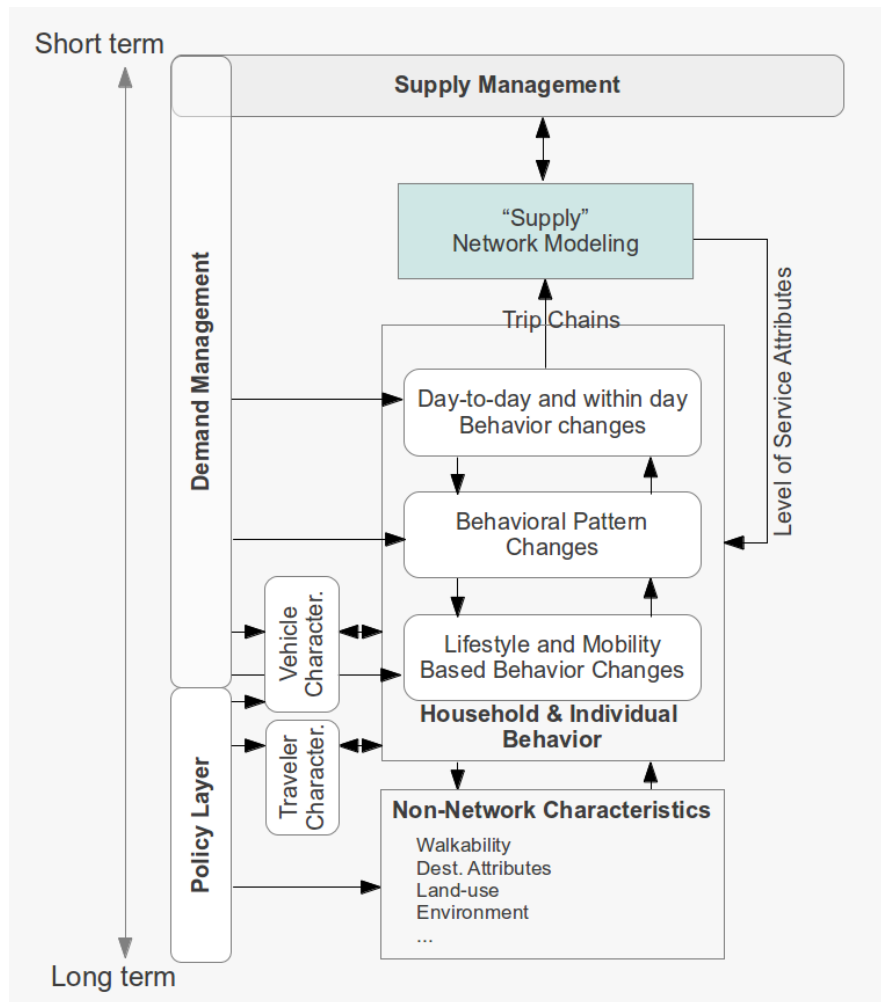 Short term
Supply Management
“Supply”
Network Modeling
Trip Chains
Level of Service Attributes
Demand Management
Day-to-day and within day
Behavior changes
Behavioral Pattern
Changes
Vehicle
Character.
Lifestyle and Mobility
Based Behavior Changes
Household & Individual
Behavior
Traveler
Character.
Policy Layer
Non-Network Characteristics
Walkability
Dest. Attributes
Land-use
Environment
...
Long term